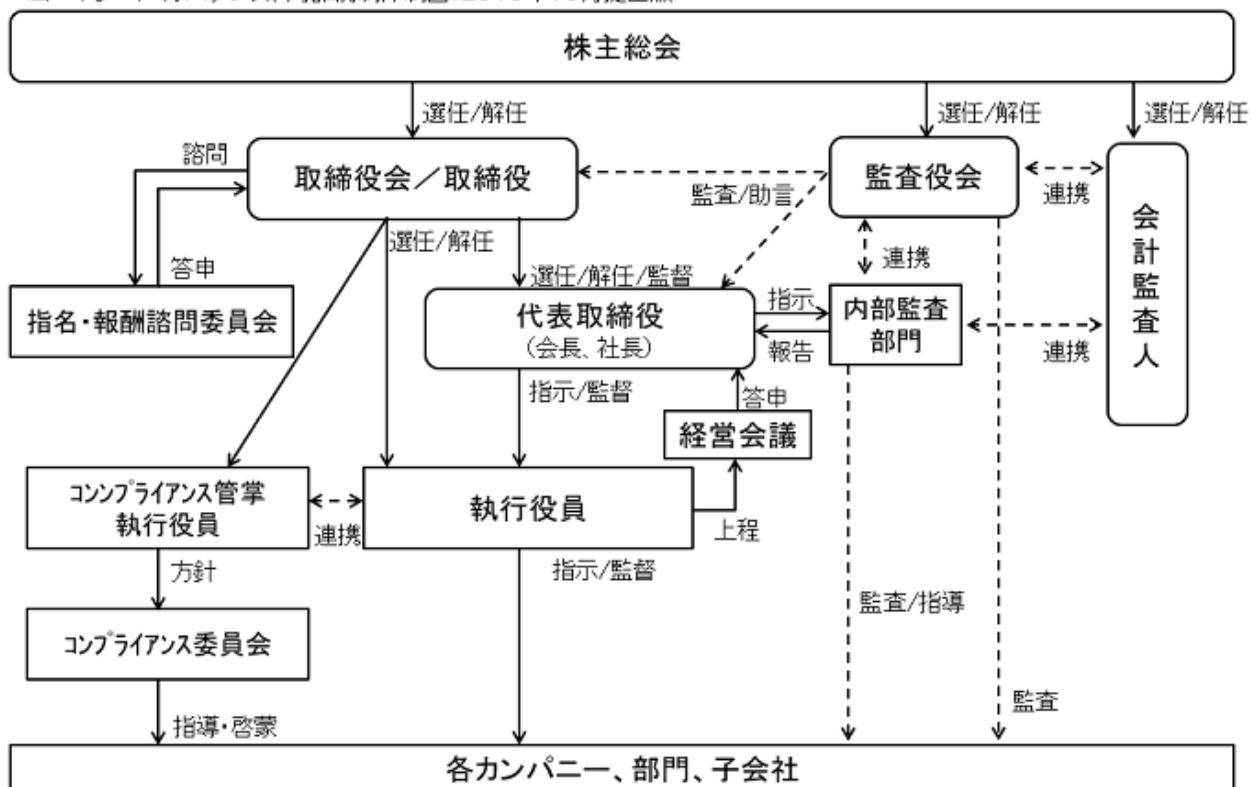 株主総会
選任/解任
選任/解任
選任/解任
諮問
取締役会／取締役
監査役会
連携
会計監査人
監査/助言
答申
選任/解任
選任/解任/監督
連携
指名・報酬諮問委員会
代表取締役
(会長、社長)
指示
報告
内部監査
部門
連携
指示/監督
答申
経営会議
コンンプライアンス管掌
執行役員
連携
執行役員
上程
方針
指示/監督
監査/指導
コンプライアンス委員会
監査
指導・啓蒙
各カンパニー、部門、子会社